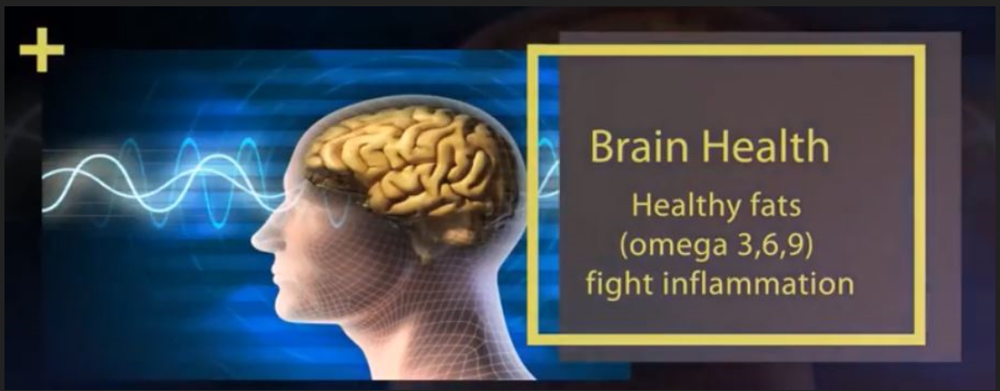 Brain Health
Healthy fats
(omega 3,6,9)
fight inflammation